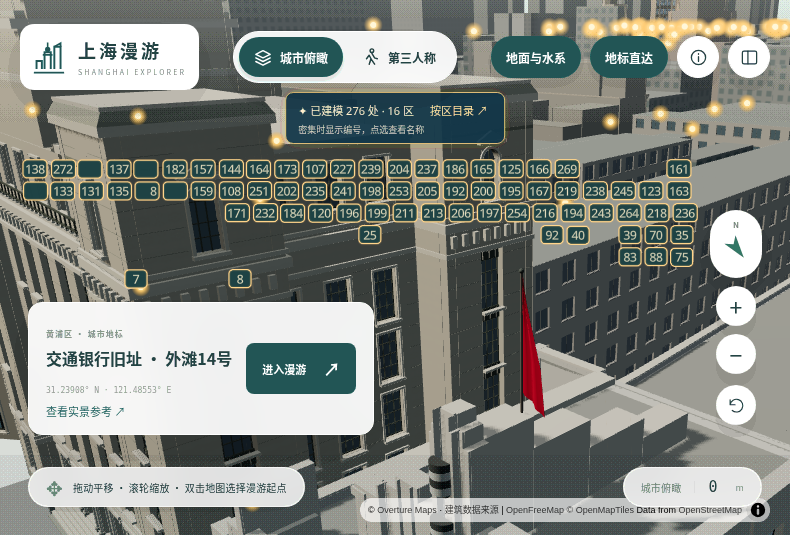 上海漫游
SHANGHAI EXPLORER
城市俯瞰
第三人称
地面与水系
地标直达
✦ 已建模 276 处 · 16 区 按区目录 ↗
密集时显示编号，点选查看名称
138 272 137 182 157 144 164 173 107 227 239 204 237 186 165 125 166 269 161
133 131 135 8 159 108 251 202 235 241 198 253 205 192 200 195 167 219 238 245 123 163
171 232 184 120 196 199 211 213 206 197 254 216 194 243 264 218 236
25 92 40 39 70 35
83 88 75
7 8
N
黄浦区 · 城市地标
交通银行旧址 · 外滩14号
31.23908° N · 121.48553° E
查看实景参考 ↗
进入漫游 ↗
拖动平移 · 滚轮缩放 · 双击地图选择漫游起点
城市俯瞰 0 m
© Overture Maps · 建筑数据来源 | OpenFreeMap © OpenMapTiles Data from OpenStreetMap